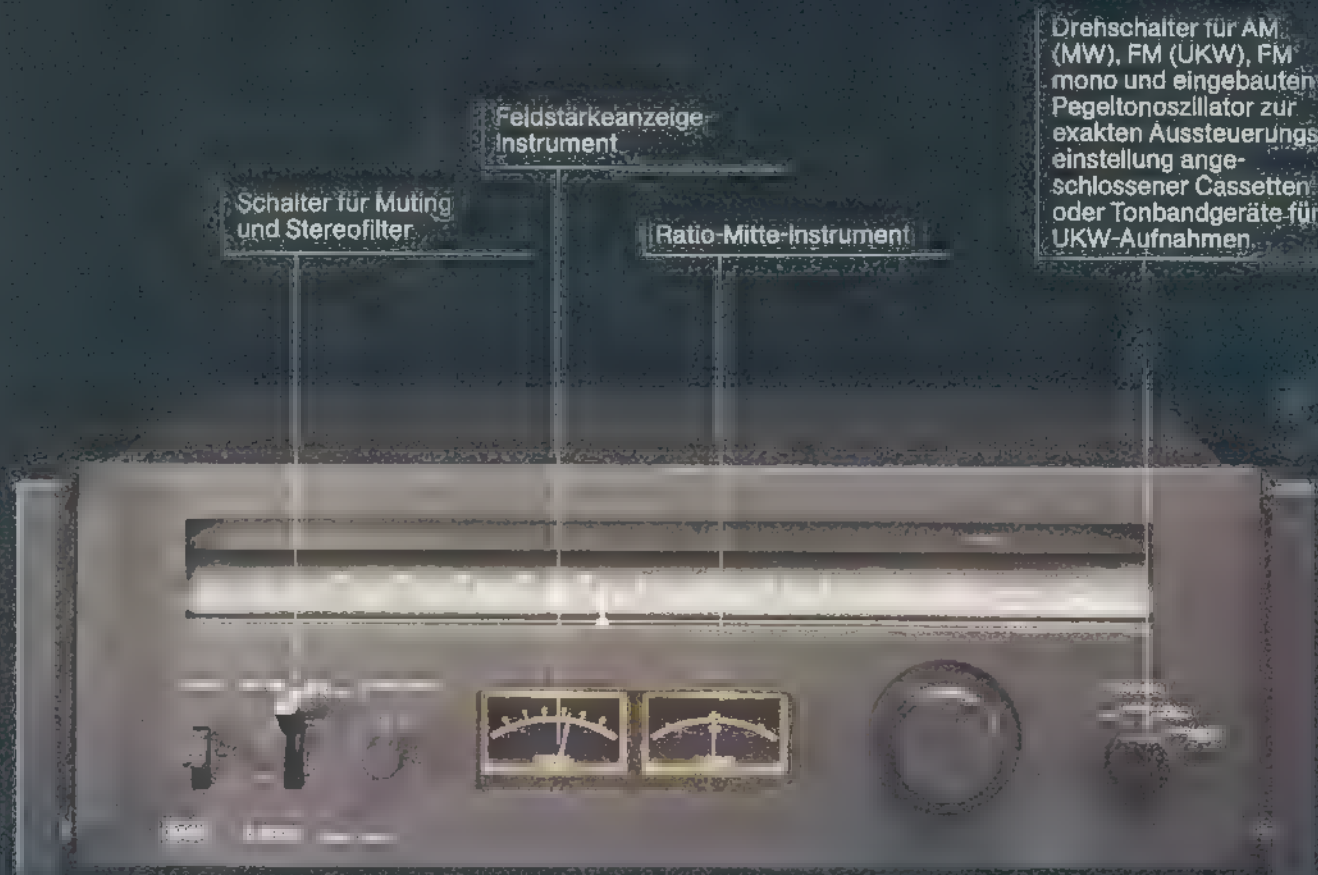 Schalter für Muting
und Stereofilter
Feldstärkeanzeige-
Instrument
Ratio-Mitte-Instrument
Drehschalter für AM
(MW), FM (UKW), FM
mono und eingebauten
Pegeltonoszillator zur
exakten Aussteuerungs
einstellung ange-
schlossener Cassetten
oder Tonbandgeräte für
UKW-Aufnahmen